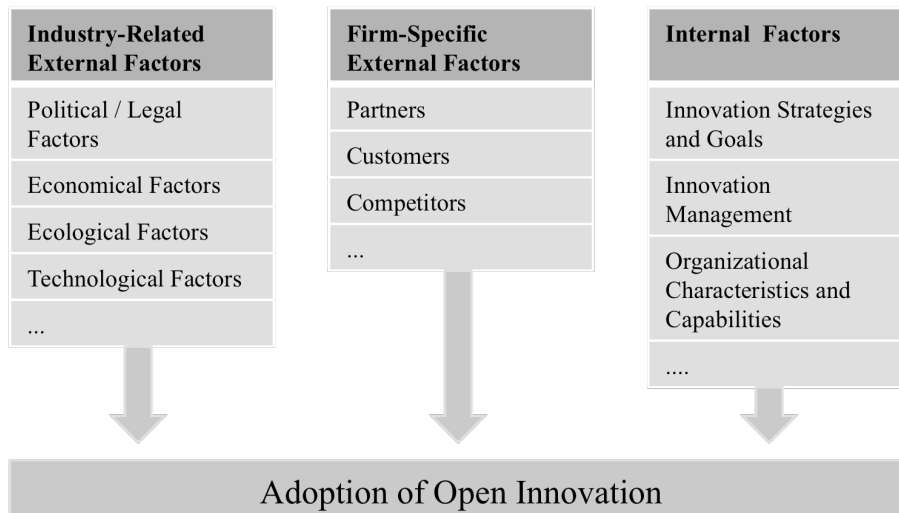 Industry-Related
External Factors
Political / Legal
Factors
Economical Factors
Ecological Factors
Technological Factors
...
Firm-Specific
External Factors
Partners
Customers
Competitors
...
Internal Factors
Innovation Strategies
and Goals
Innovation
Management
Organizational
Characteristics and
Capabilities
....
Adoption of Open Innovation